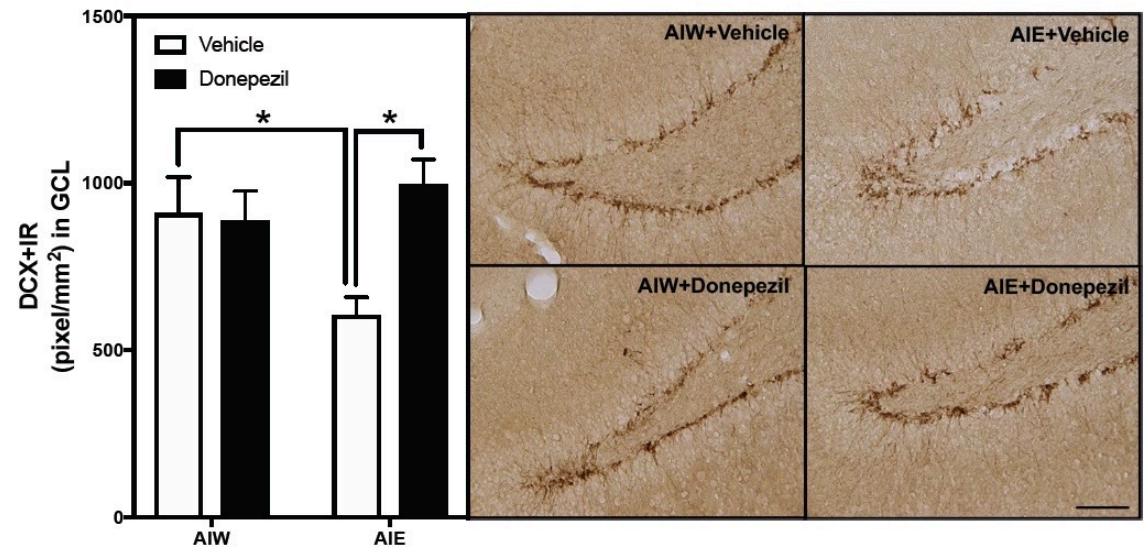 1500
1000
500
0
DCX+IR
(pixel/mm²) in GCL
Vehicle
Donepezil
*
*
AIW
AIE
AIW+Vehicle
AIE+Vehicle
AIW+Donepezil
AIE+Donepezil